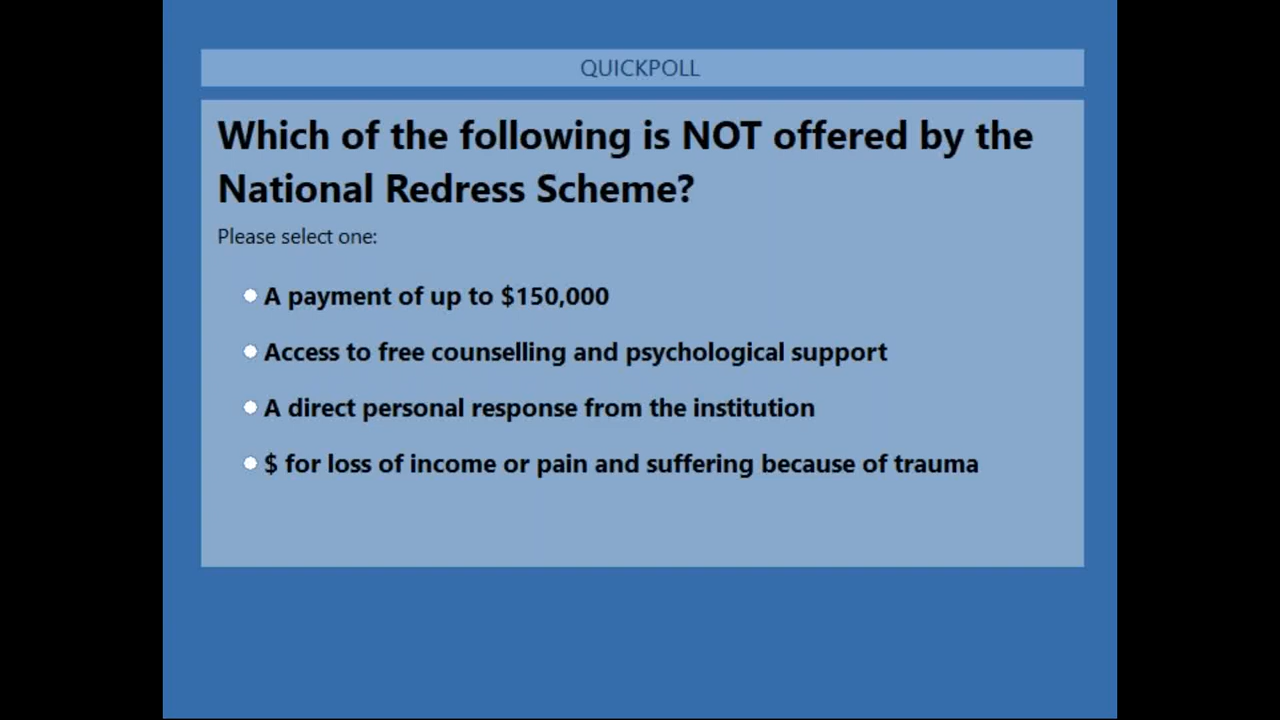 QUICKPOLL
Which of the following is NOT offered by the
National Redress Scheme?
Please select one:
A payment of up to $150,000
Access to free counselling and psychological support
A direct personal response from the institution
$ for loss of income or pain and suffering because of trauma